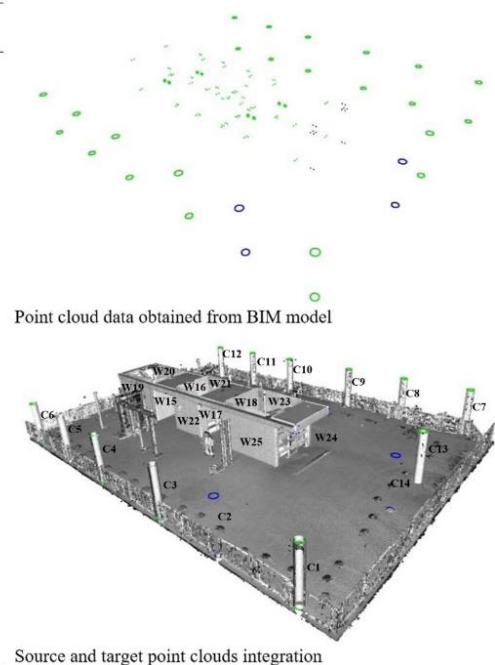 Point cloud data obtained from BIM model
C12
C11
C10
W20
W21
W16
C9
W19
C8
W15
W18
W23
C7
C6
W17
C5
W22
C13
W25
W24
C4
C14
C3
C2
C1
Source and target point clouds integration